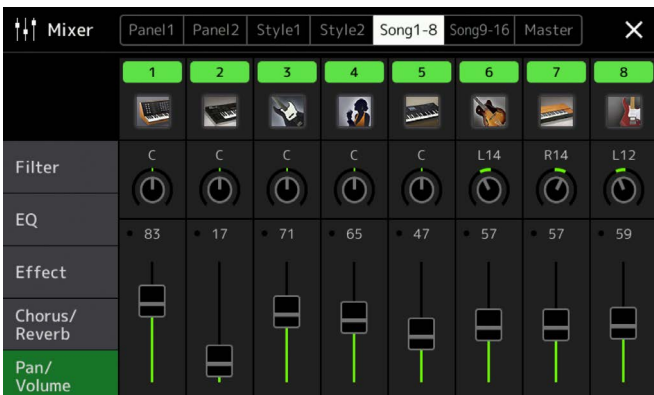 Mixer Panel1 Panel2 Style1 Style2 Song1-8 Song9-16 Master
1 2 3 4 5 6 7 8
Filter
C C C C C L14 R14 L12
EQ
83 17 71 65 47 57 57 59
Effect
Chorus/
Reverb
Pan/
Volume